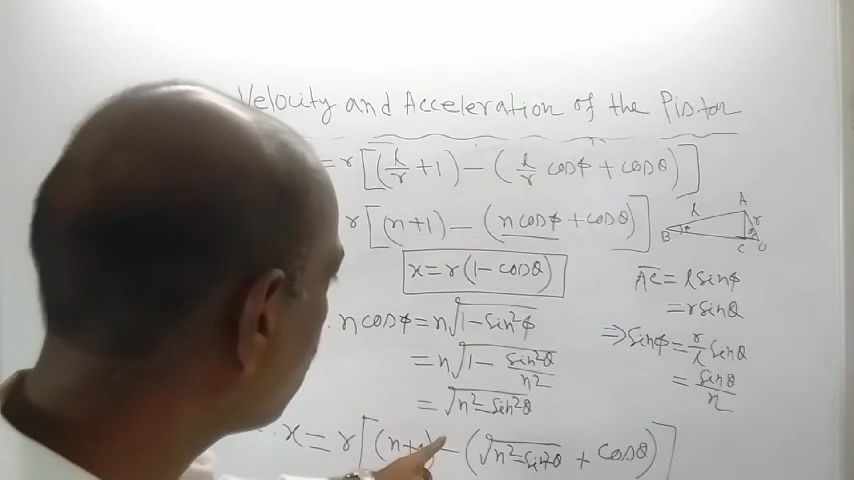 Velocity and Acceleration of the Piston
= r[(l/r + 1) - (l/r cosϕ + cosθ)]
r[(n+1) - (n cosϕ + cosθ)]
x = r(1 - cosθ)
n cosϕ = n√1 - sin²ϕ
= n√1 - sin²θ/n²
= √n² - sin²θ
x = r[(n+1) - (√n² - sin²θ + cosθ)]
A
l
r
B
C
O
AC = l sinϕ
= r sinθ
⇒ sinϕ = r/l sinθ
= sinθ/n